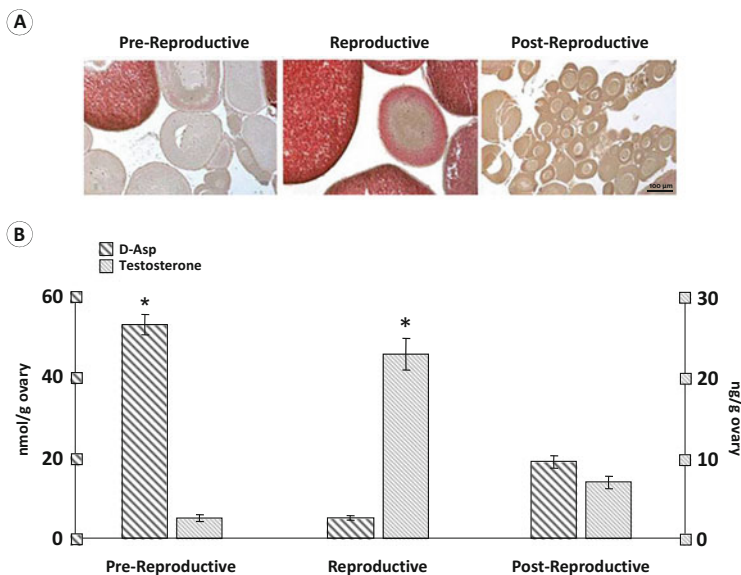 A
Pre-Reproductive
Reproductive
Post-Reproductive
100 µm
B
D-Asp
Testosterone
60
40
20
0
nmol/g ovary
*
*
30
20
10
0
ng/g ovary
Pre-Reproductive
Reproductive
Post-Reproductive